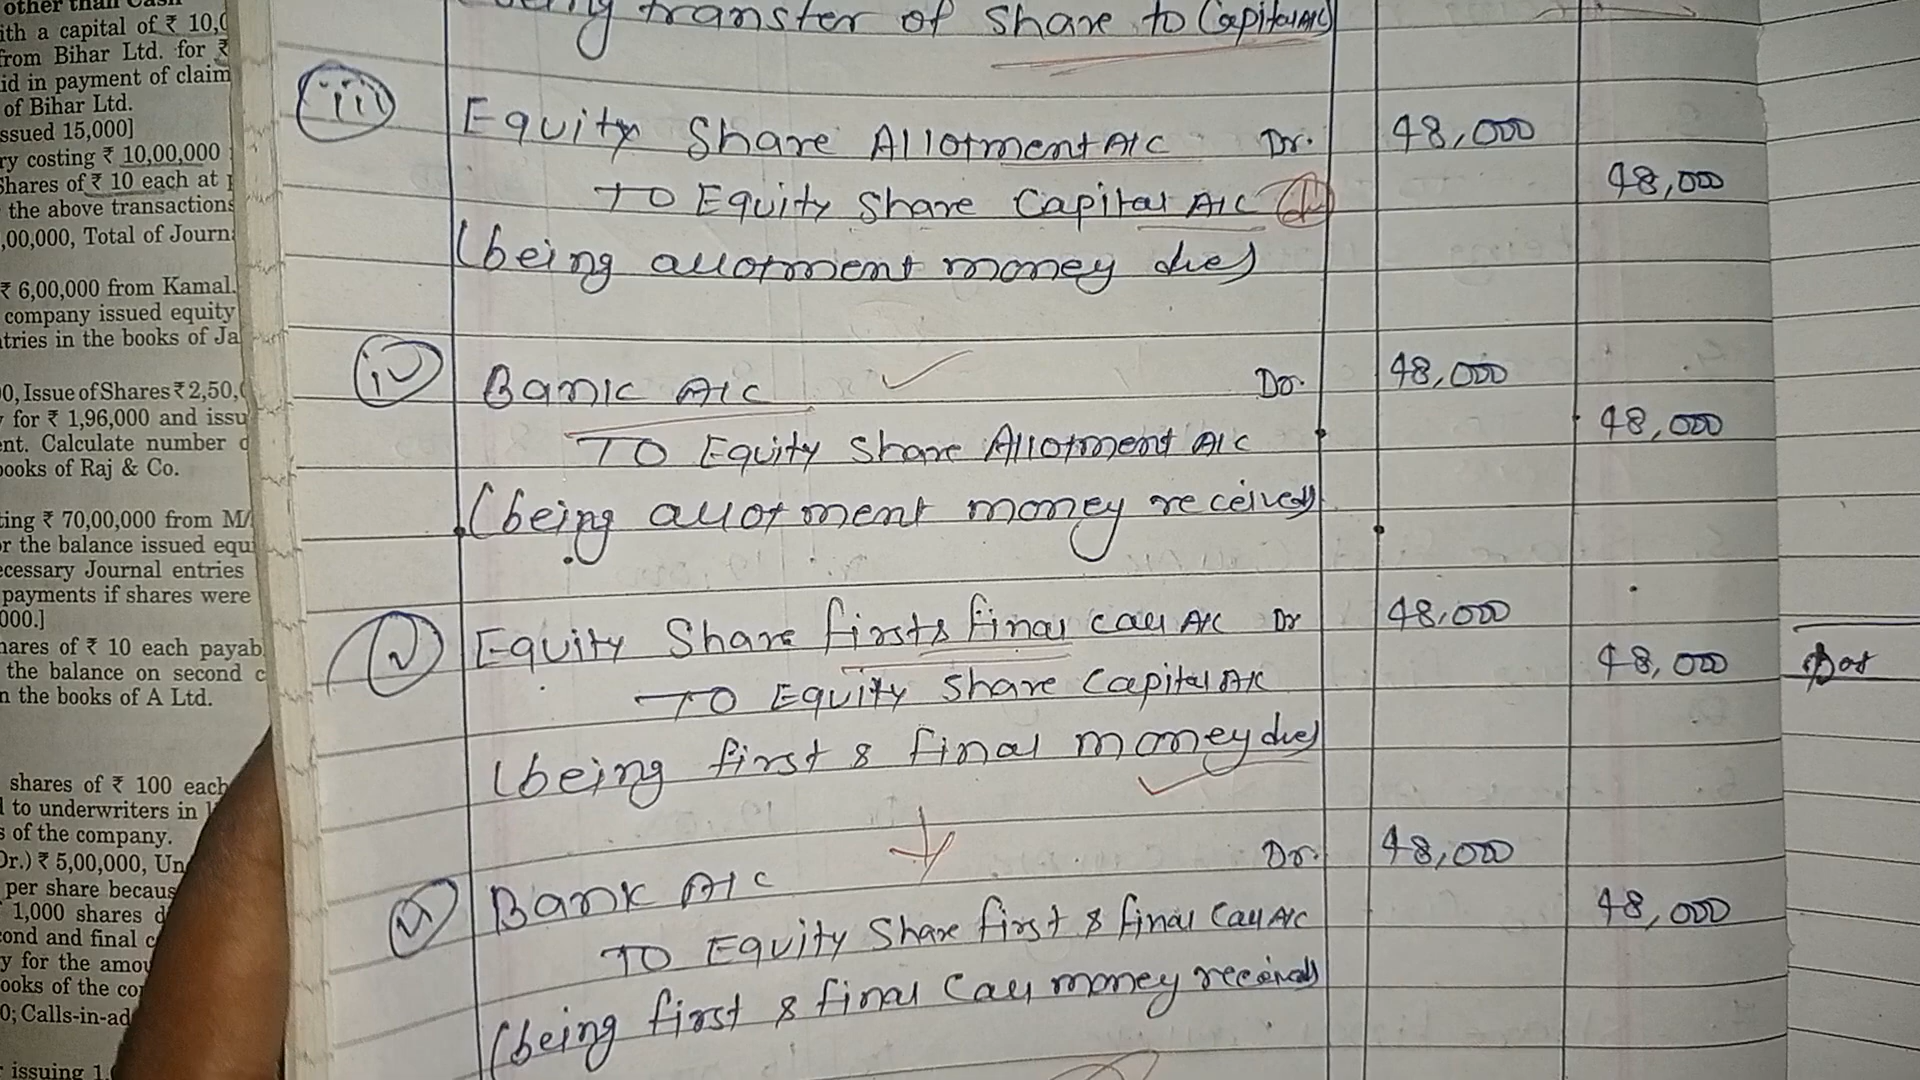 other than Cash
ith a capital of ₹ 10,0
from Bihar Ltd. for ₹
id in payment of claim
of Bihar Ltd.
ssued 15,000]
ry costing ₹ 10,00,000
Shares of ₹ 10 each at
the above transactions
,00,000, Total of Journ
₹ 6,00,000 from Kamal.
company issued equity
tries in the books of Ja
0, Issue of Shares ₹ 2,50,0
for ₹ 1,96,000 and issu
ent. Calculate number o
books of Raj & Co.
ting ₹ 70,00,000 from M/
or the balance issued equi
ecessary Journal entries
payments if shares were
000.]
hares of ₹ 10 each payab
the balance on second c
n the books of A Ltd.
shares of ₹ 100 each
d to underwriters in
s of the company.
Dr.) ₹ 5,00,000, Un
per share becaus
1,000 shares d
cond and final c
y for the amou
ooks of the co
0; Calls-in-ad
issuing 1,
being transfer of share to Capital A/C)
(iii) Equity Share Allotment A/C Dr. 48,000
TO Equity Share Capital A/C 48,000
(being allotment money due)
(iv) Bank A/C Dr. 48,000
TO Equity Share Allotment A/C 48,000
(being allotment money received)
(v) Equity Share first & final call A/C Dr 48,000
TO Equity Share Capital A/C 48,000
(being first & final money due)
(vi) Bank A/C Dr. 48,000
TO Equity Share first & final Call A/C 48,000
(being first & final Call money received)